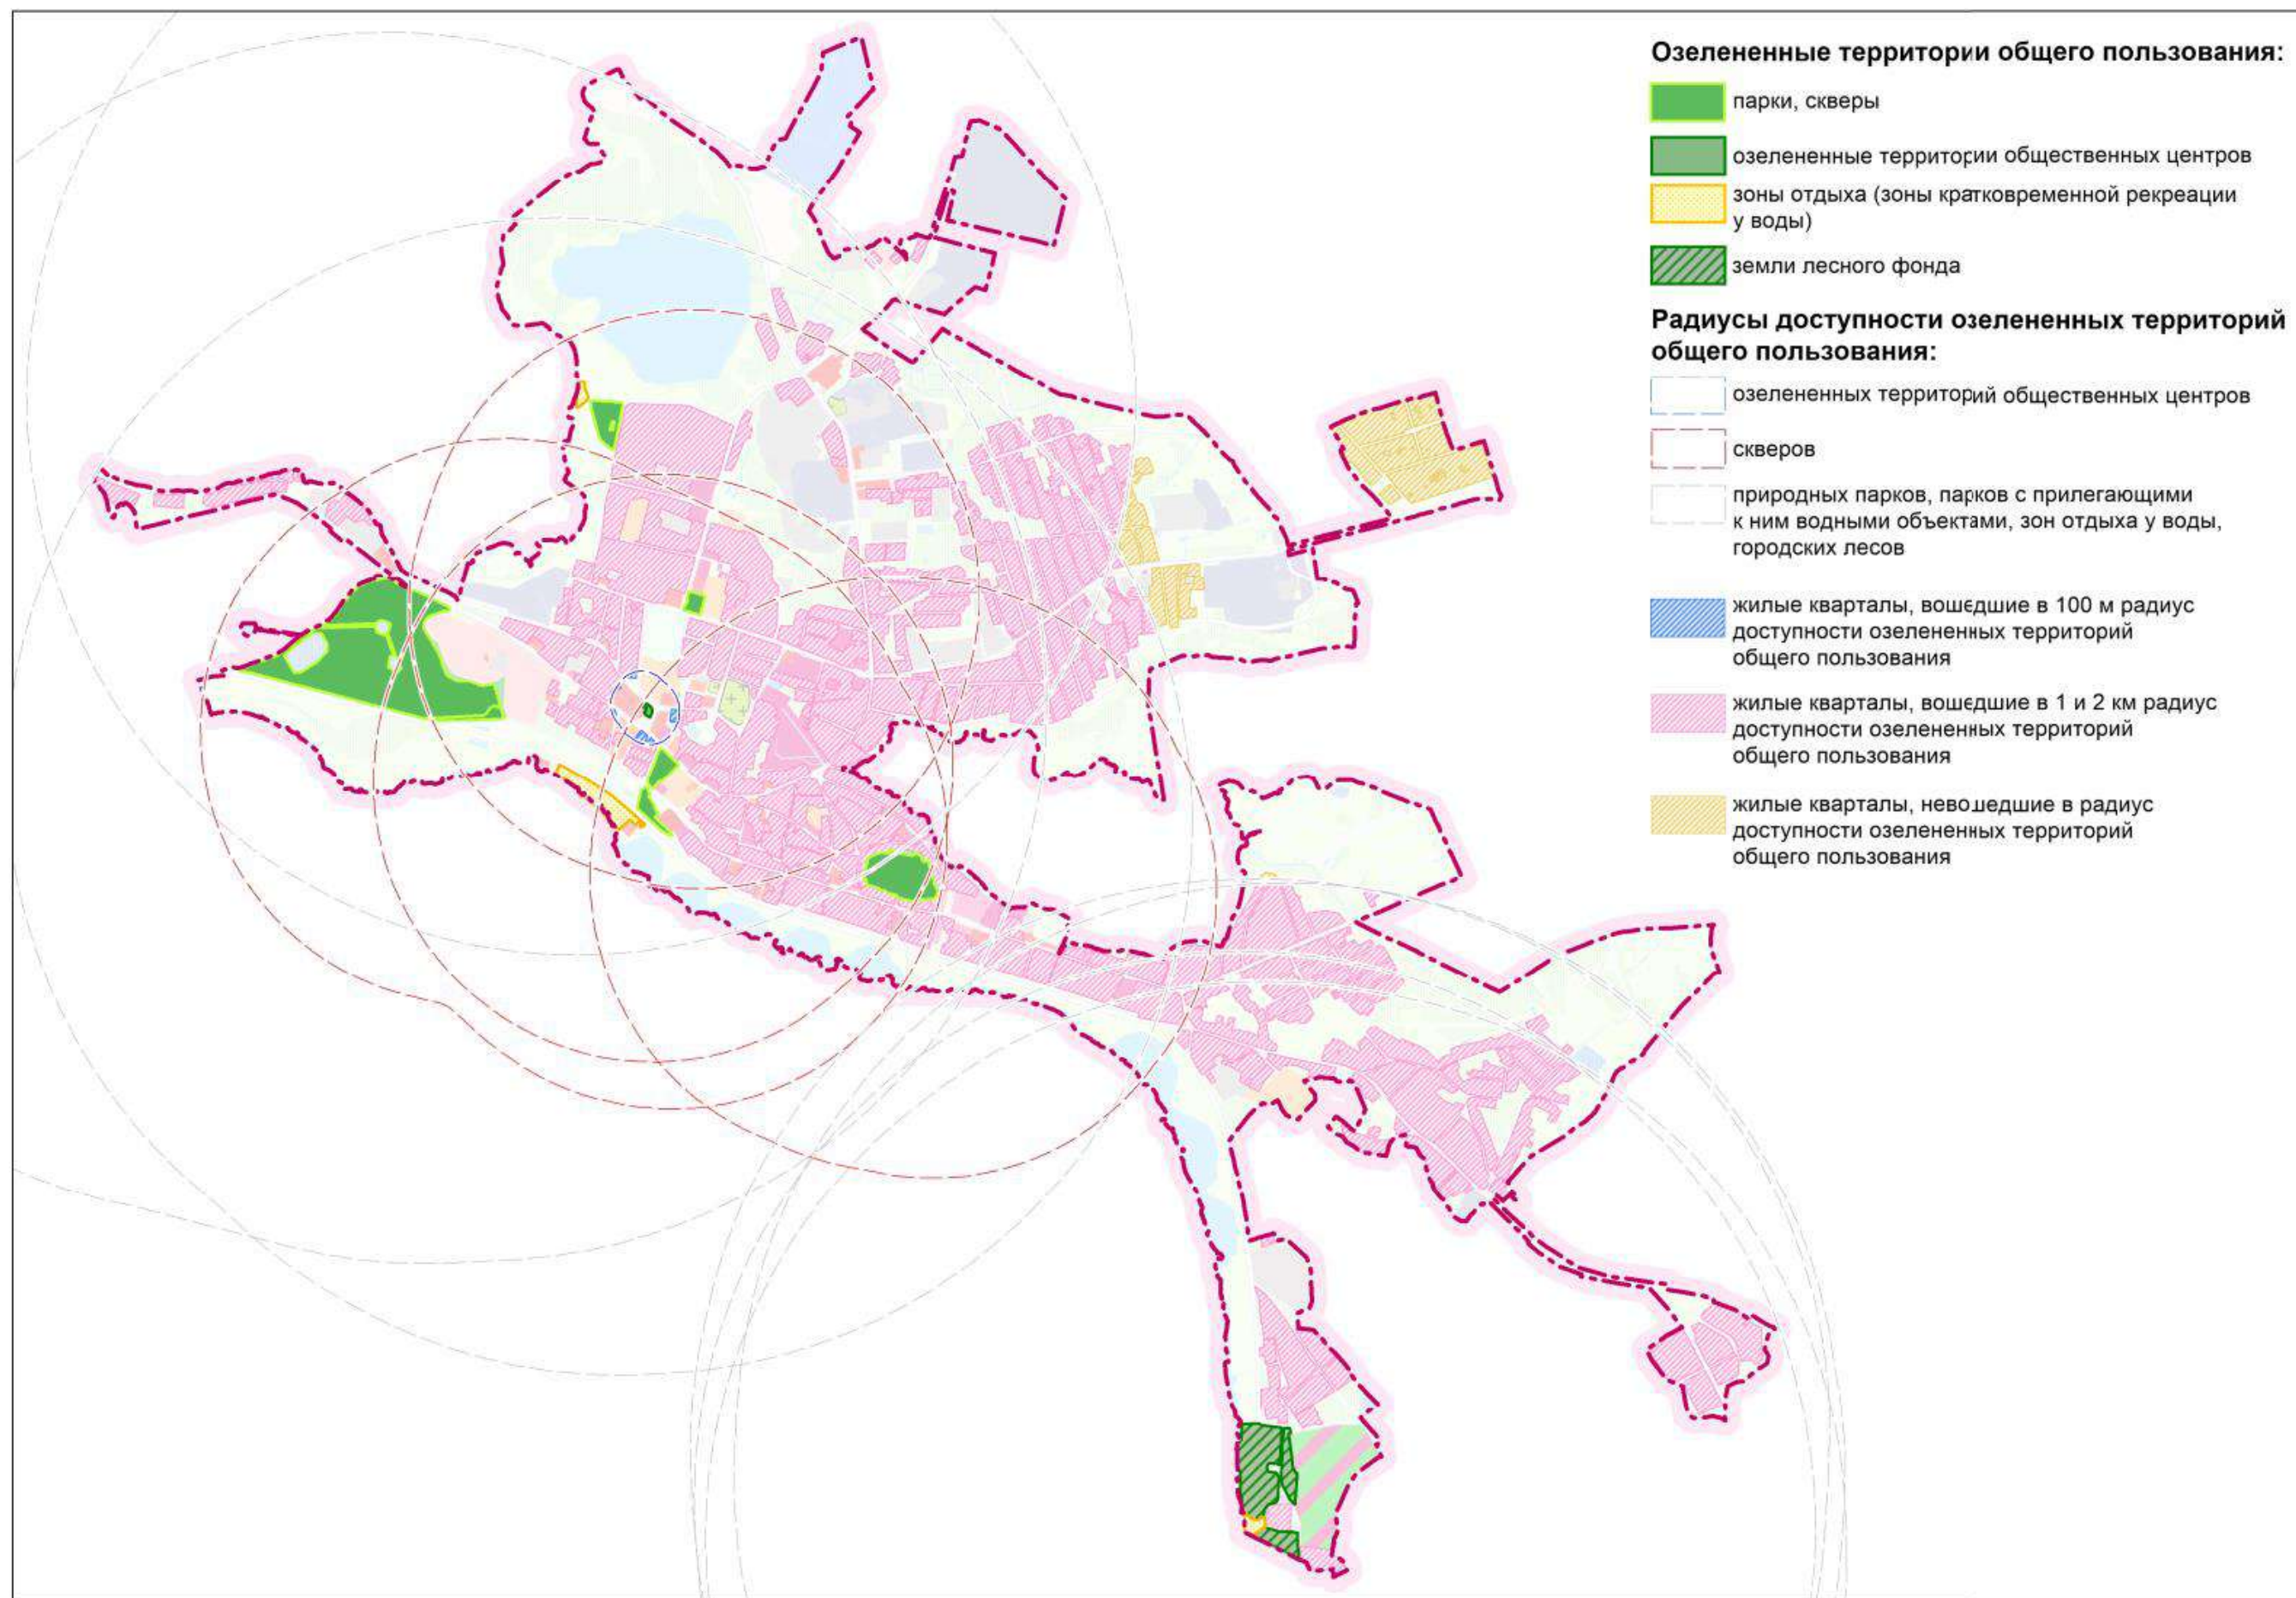 Озелененные территории общего пользования:
парки, скверы
озелененные территории общественных центров
зоны отдыха (зоны кратковременной рекреации
у воды)
земли лесного фонда
Радиусы доступности озелененных территорий
общего пользования:
озелененных территорий общественных центров
скверов
природных парков, парков с прилегающими
к ним водными объектами, зон отдыха у воды,
городских лесов
жилые кварталы, вошедшие в 100 м радиус
доступности озелененных территорий
общего пользования
жилые кварталы, вошедшие в 1 и 2 км радиус
доступности озелененных территорий
общего пользования
жилые кварталы, невошедшие в радиус
доступности озелененных территорий
общего пользования